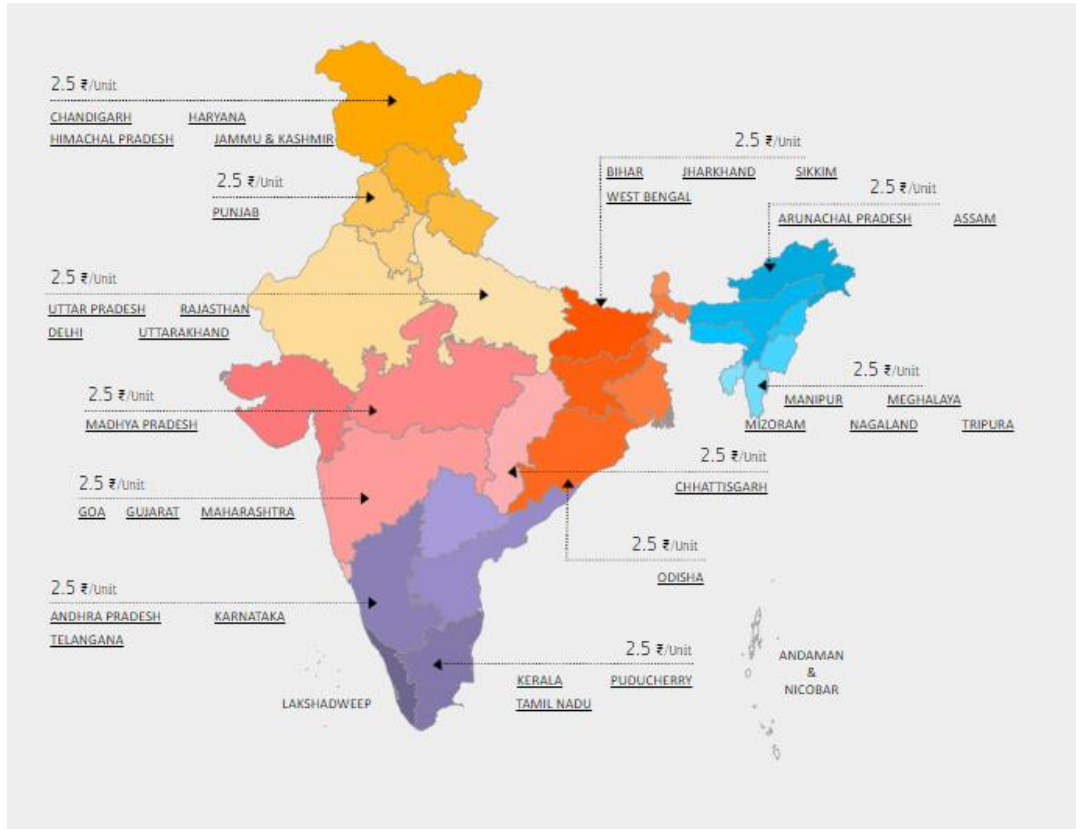 2.5 ₹/Unit
CHANDIGARH HARYANA
HIMACHAL PRADESH JAMMU & KASHMIR
2.5 ₹/Unit
BIHAR JHARKHAND SIKKIM
WEST BENGAL
2.5 ₹/Unit
PUNJAB
2.5 ₹/Unit
ARUNACHAL PRADESH ASSAM
2.5 ₹/Unit
UTTAR PRADESH RAJASTHAN
DELHI UTTARAKHAND
2.5 ₹/Unit
MANIPUR MEGHALAYA
MIZORAM NAGALAND TRIPURA
2.5 ₹/Unit
MADHYA PRADESH
2.5 ₹/Unit
CHHATTISGARH
2.5 ₹/Unit
GOA GUJARAT MAHARASHTRA
2.5 ₹/Unit
ODISHA
2.5 ₹/Unit
ANDHRA PRADESH KARNATAKA
TELANGANA
2.5 ₹/Unit
KERALA PUDUCHERRY
TAMIL NADU
LAKSHADWEEP
ANDAMAN
&
NICOBAR